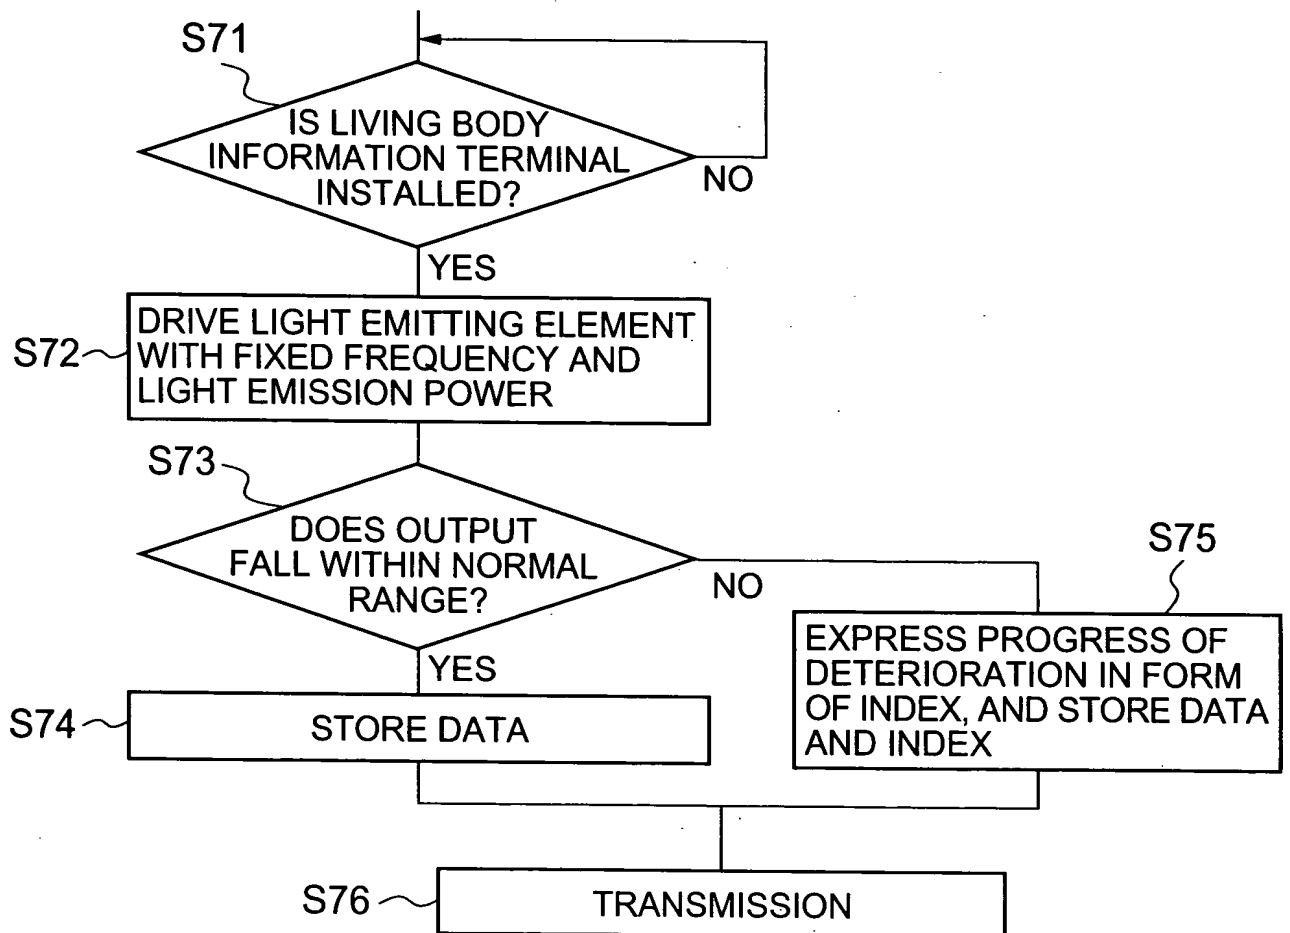 S71
IS LIVING BODY
INFORMATION TERMINAL
INSTALLED?
NO
YES
S72
DRIVE LIGHT EMITTING ELEMENT
WITH FIXED FREQUENCY AND
LIGHT EMISSION POWER
S73
DOES OUTPUT
FALL WITHIN NORMAL
RANGE?
NO
YES
S75
EXPRESS PROGRESS OF
DETERIORATION IN FORM
OF INDEX, AND STORE DATA
AND INDEX
S74
STORE DATA
S76
TRANSMISSION